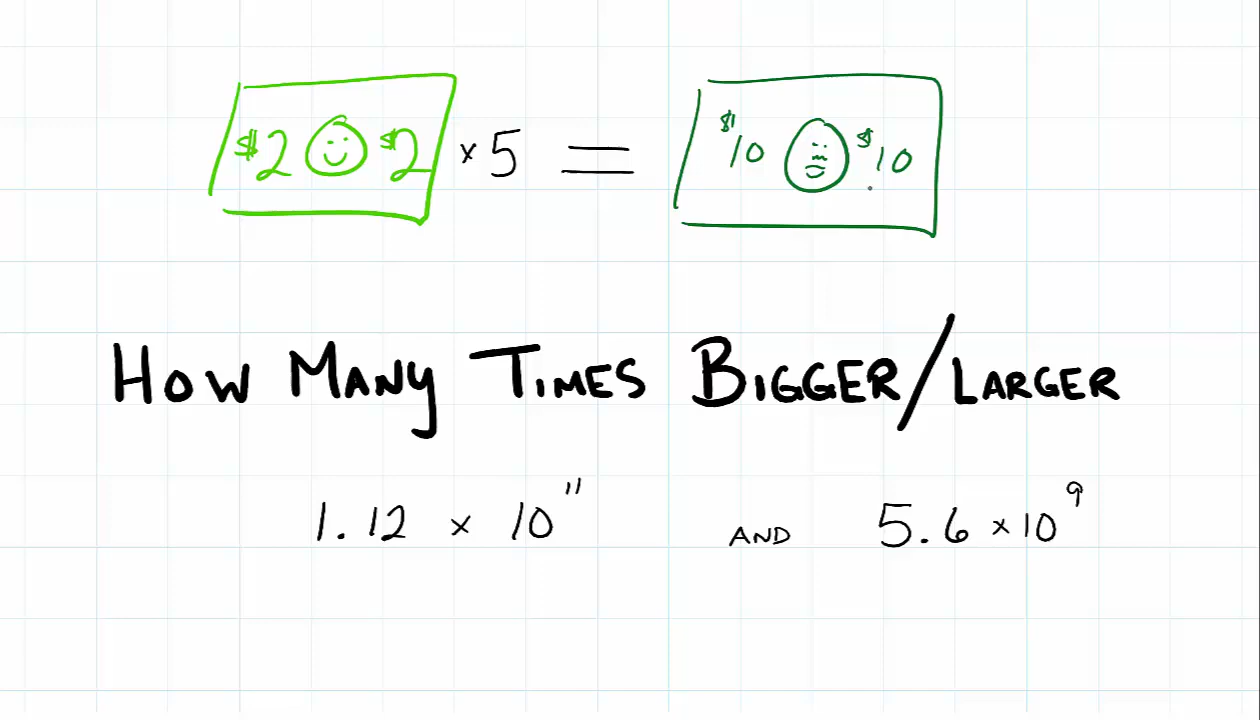 $2 $2 × 5 = $10 $10
HOW MANY TIMES BIGGER/LARGER
1.12 × 10¹¹ AND 5.6 × 10⁹